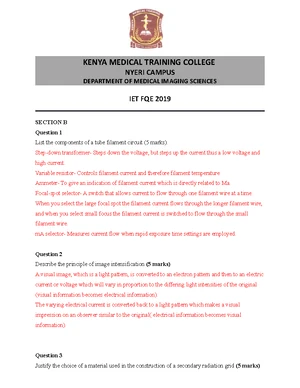 KENYA MEDICAL TRAINING COLLEGE
NYERI CAMPUS
DEPARTMENT OF MEDICAL IMAGING SCIENCES
IET FQE 2019
SECTION B
Question 1
List the components of a tube filament circuit (5 marks)
Step-down transformer- Steps down the voltage, but steps up the current thus a low voltage and
high current.
Variable resistor- Controls filament current and therefore filament temperature
Ammeter- To give an indication of filament current which is directly related to Ma
Focal spot selector- A switch that allows current to flow through one filament wire at a time.
When you select the large focal spot the filament current flows through the longer filament wire,
and when you select small focus the filament current is switched to flow through the small
filament wire.
mA selector- Measures current flow when rapid exposure time settings are employed
Question 2
Describe the principle of image intensification (5 marks)
A visual image, which is a light pattern, is converted to an electron pattern and then to an electric
current or voltage which will vary in proportion to the differing light intensities of the original
(visual information becomes electrical information)
The varying electrical current is converted back to a light pattern which makes a visual
impression on an observer similar to the original( electrical information becomes visual
information)
Question 3
Justify the choice of a material used in the construction of a secondary radiation grid (5 marks)